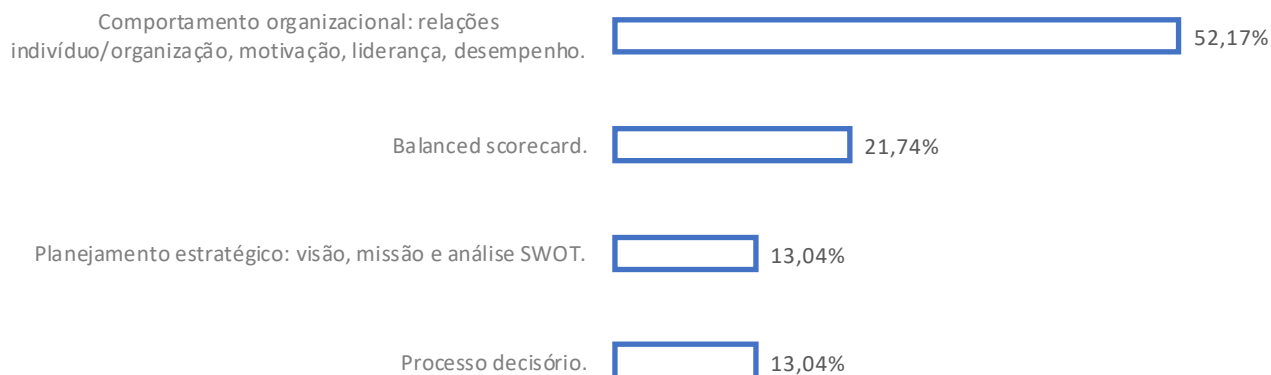 Comportamento organizacional: relações
indivíduo/organização, motivação, liderança, desempenho.
52,17%
Balanced scorecard.
21,74%
Planejamento estratégico: visão, missão e análise SWOT.
13,04%
Processo decisório.
13,04%